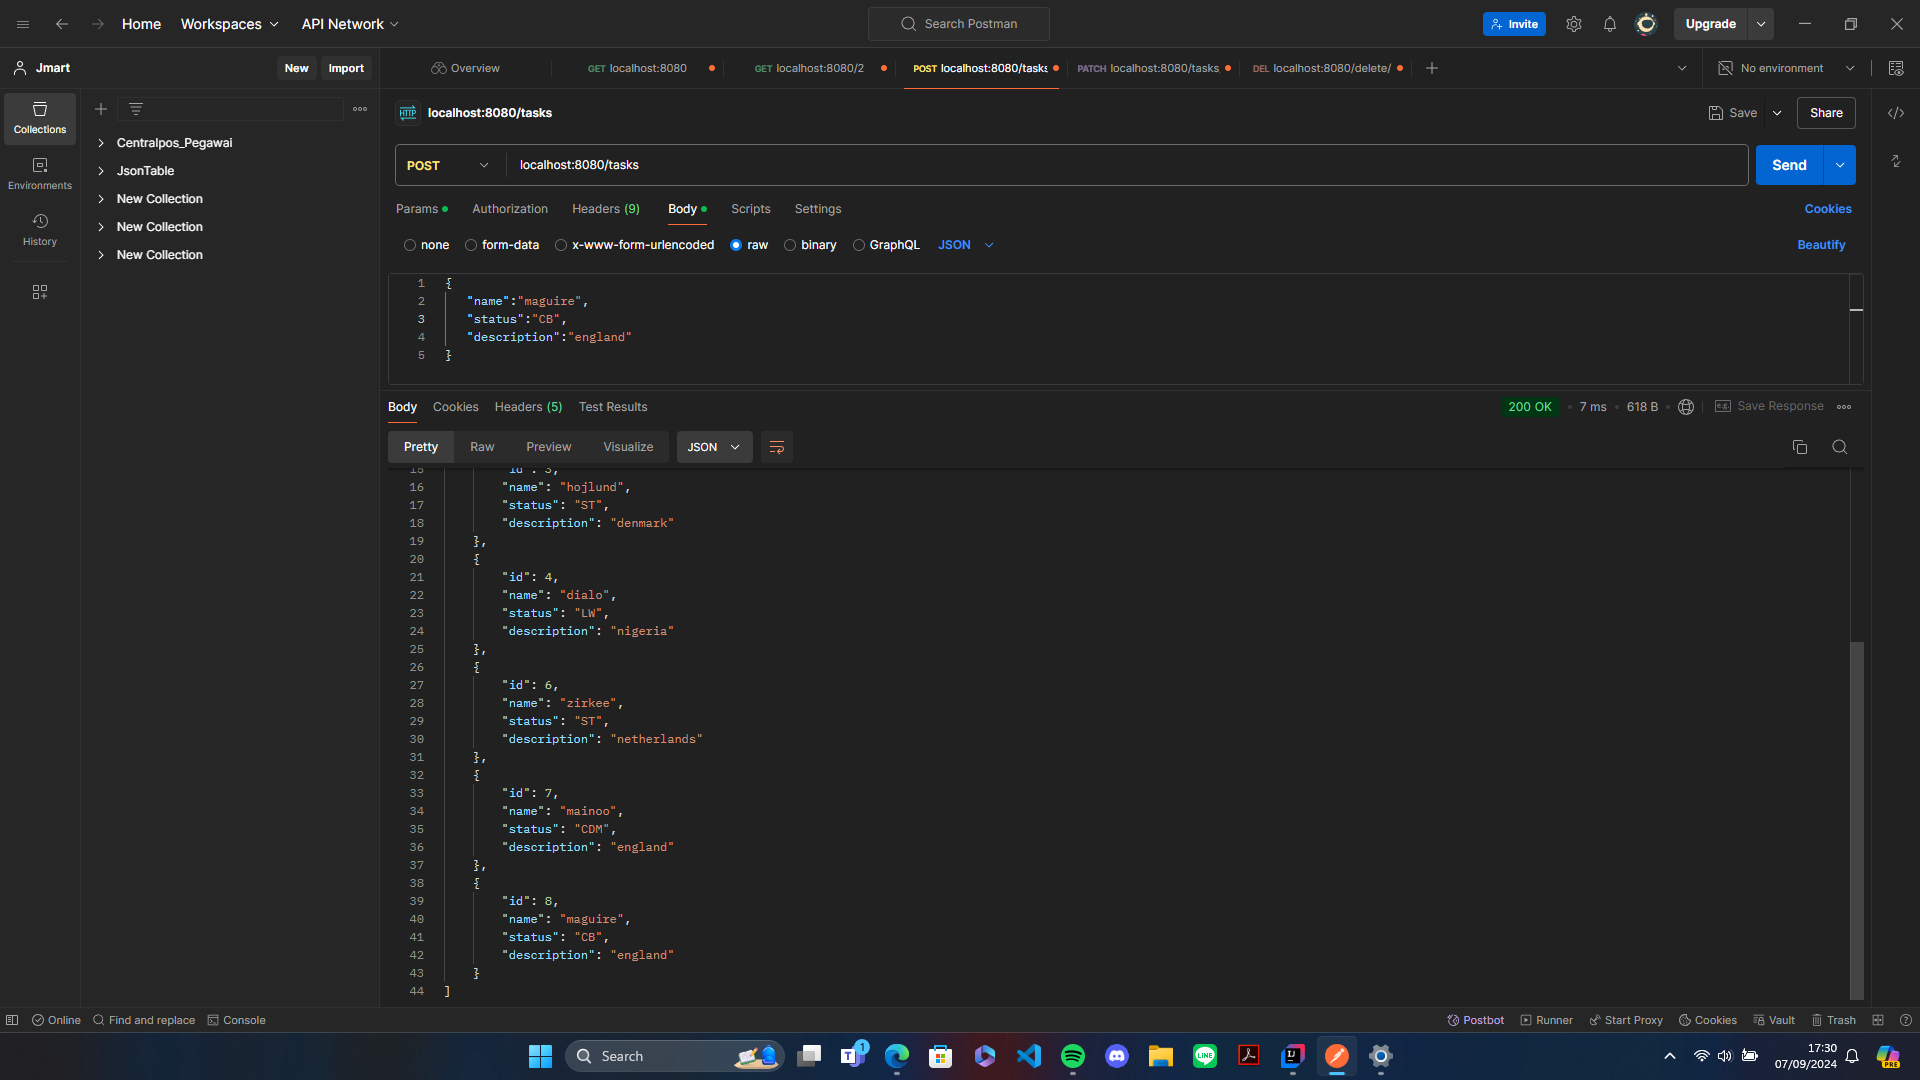 Home Workspaces API Network Search Postman Invite Upgrade
Jmart New Import Overview GET localhost:8080 GET localhost:8080/2 POST localhost:8080/tasks PATCH localhost:8080/tasks, DEL localhost:8080/delete/ No environment
Collections
Environments
History
Centralpos_Pegawai
JsonTable
New Collection
New Collection
New Collection
HTTP localhost:8080/tasks Save Share
POST localhost:8080/tasks Send
Params Authorization Headers (9) Body Scripts Settings Cookies
none form-data x-www-form-urlencoded raw binary GraphQL JSON Beautify
1 {
2 "name":"maguire",
3 "status":"CB",
4 "description":"england"
5 }
Body Cookies Headers (5) Test Results 200 OK 7 ms 618 B e.g. Save Response
Pretty Raw Preview Visualize JSON
15 "id": 3,
16 "name": "hojlund",
17 "status": "ST",
18 "description": "denmark"
19 },
20 {
21 "id": 4,
22 "name": "dialo",
23 "status": "LW",
24 "description": "nigeria"
25 },
26 {
27 "id": 6,
28 "name": "zirkee",
29 "status": "ST",
30 "description": "netherlands"
31 },
32 {
33 "id": 7,
34 "name": "mainoo",
35 "status": "CDM",
36 "description": "england"
37 },
38 {
39 "id": 8,
40 "name": "maguire",
41 "status": "CB",
42 "description": "england"
43 }
44 ]
Online Find and replace Console Postbot Runner Start Proxy Cookies Vault Trash
Search 1 LINE 17:30
07/09/2024 PRE